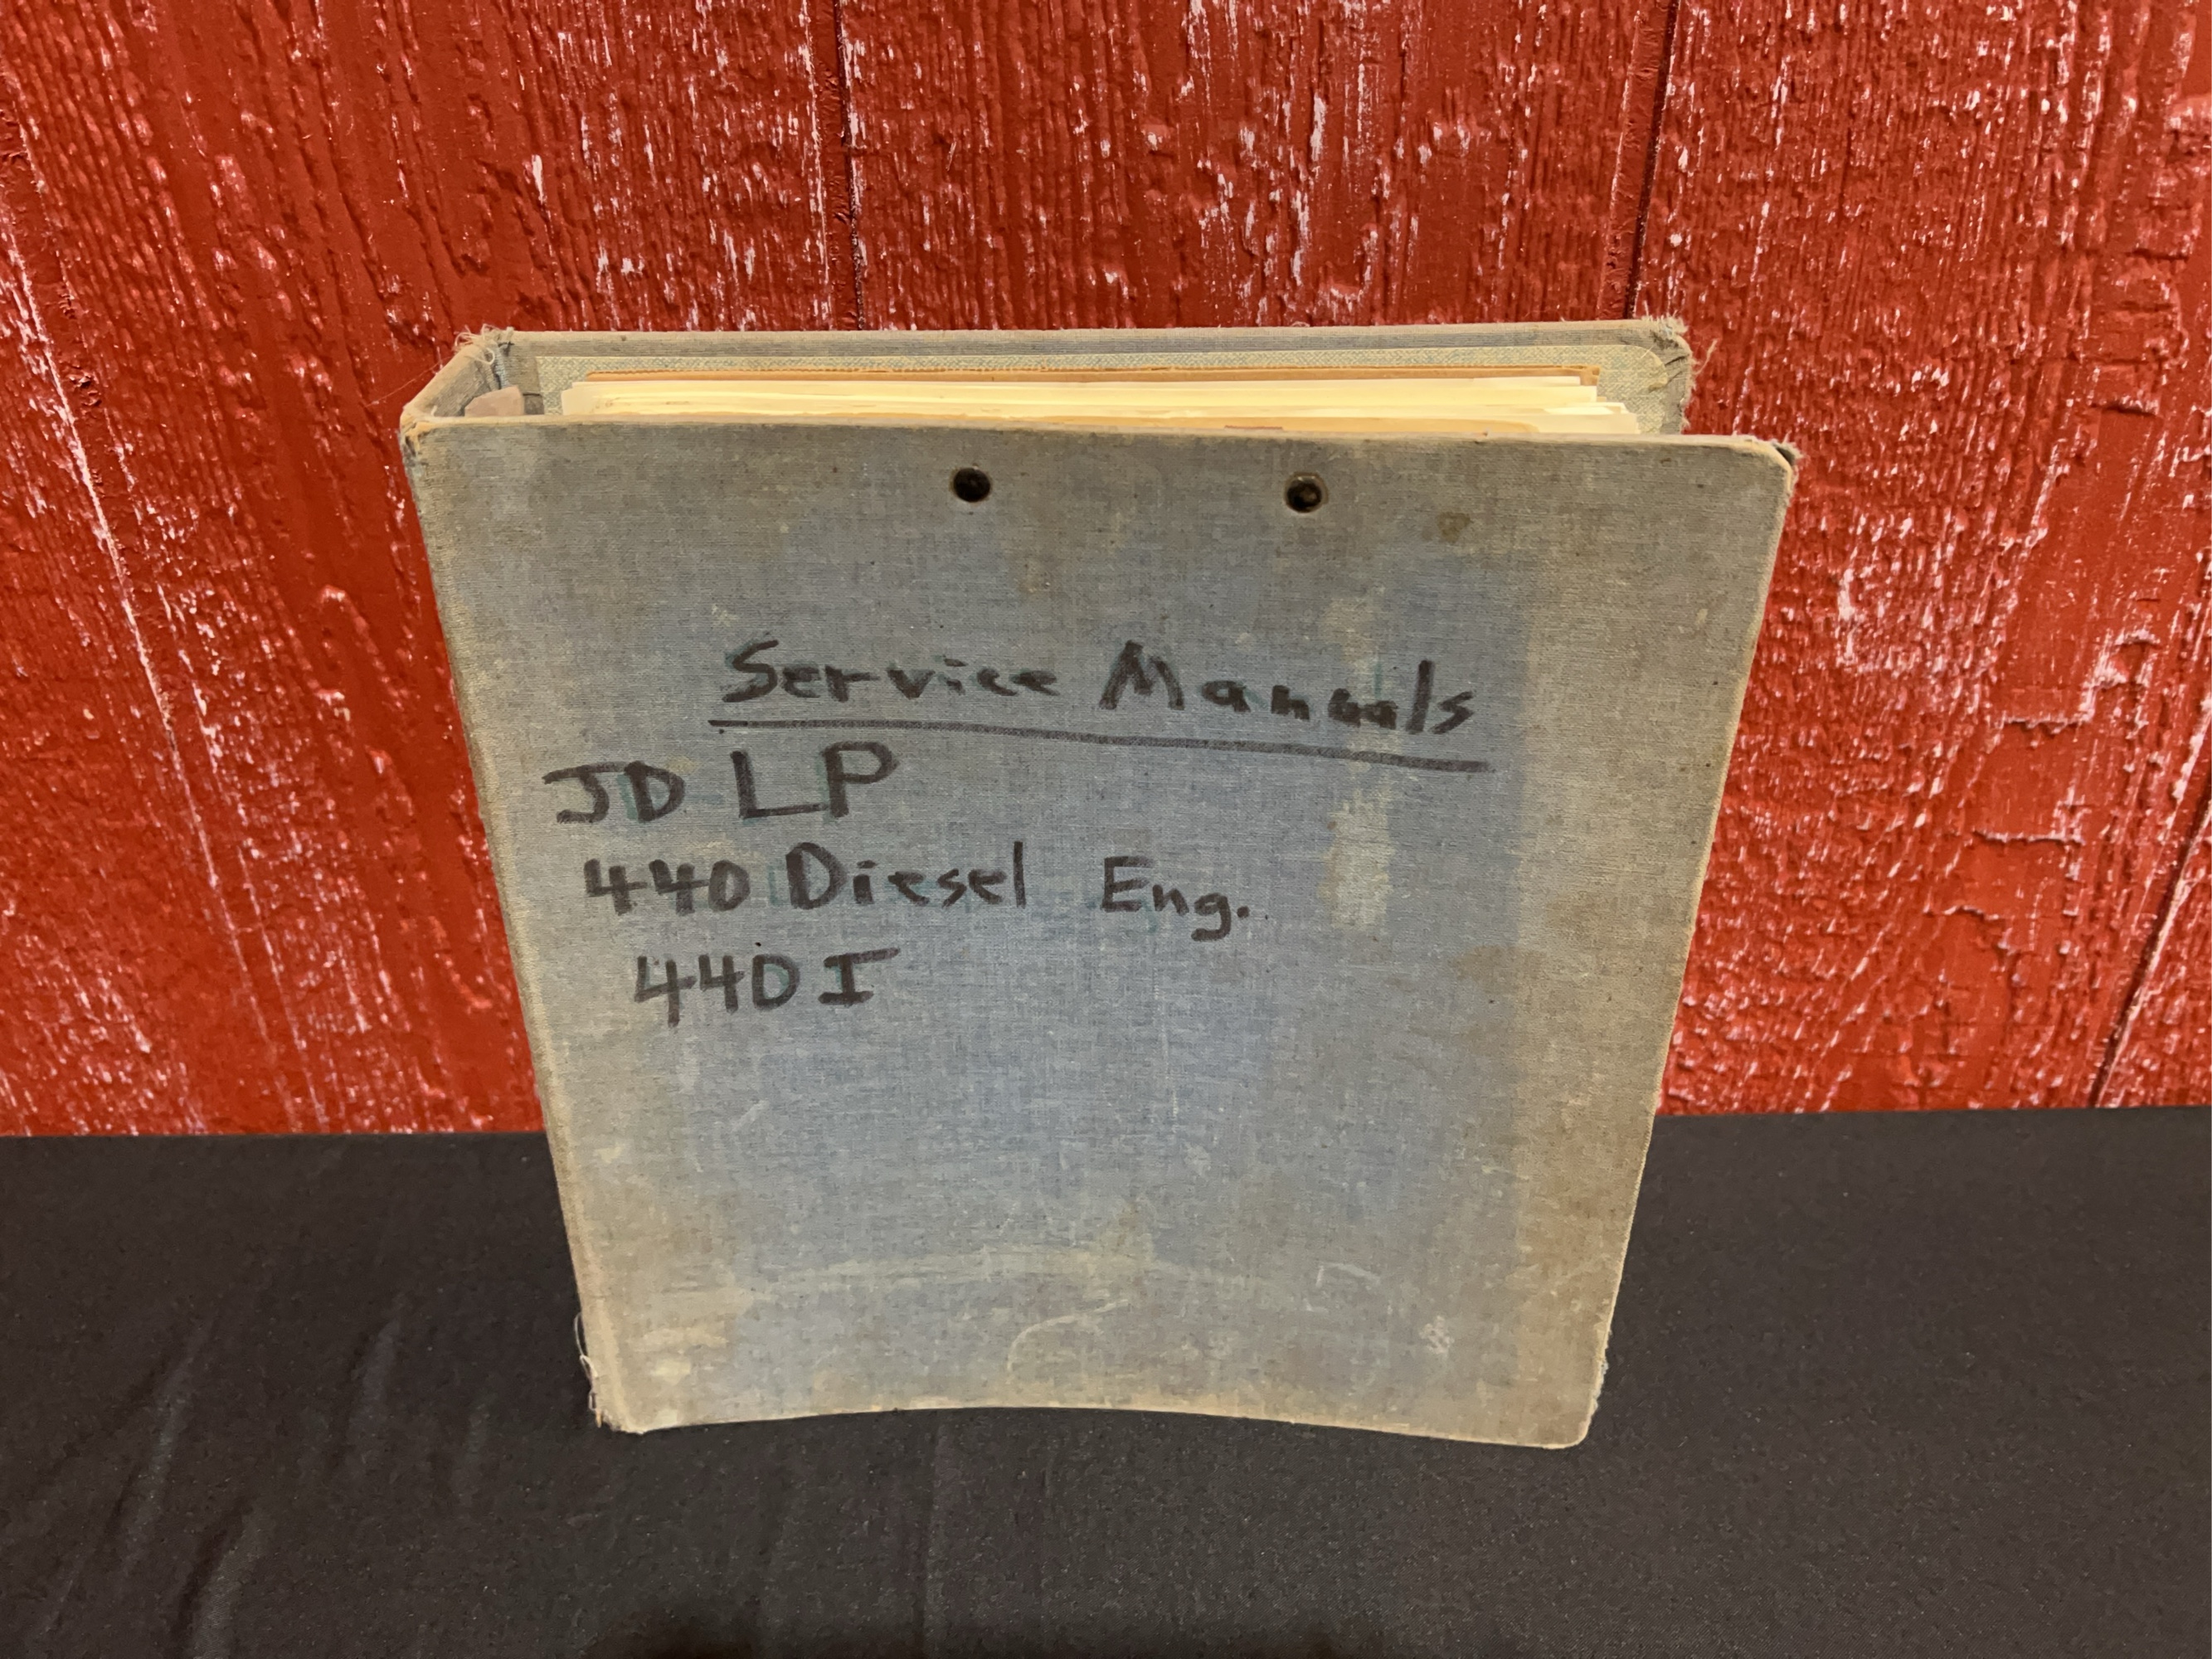 Service Manuals
JD LP
440 Diesel Eng.
440 I